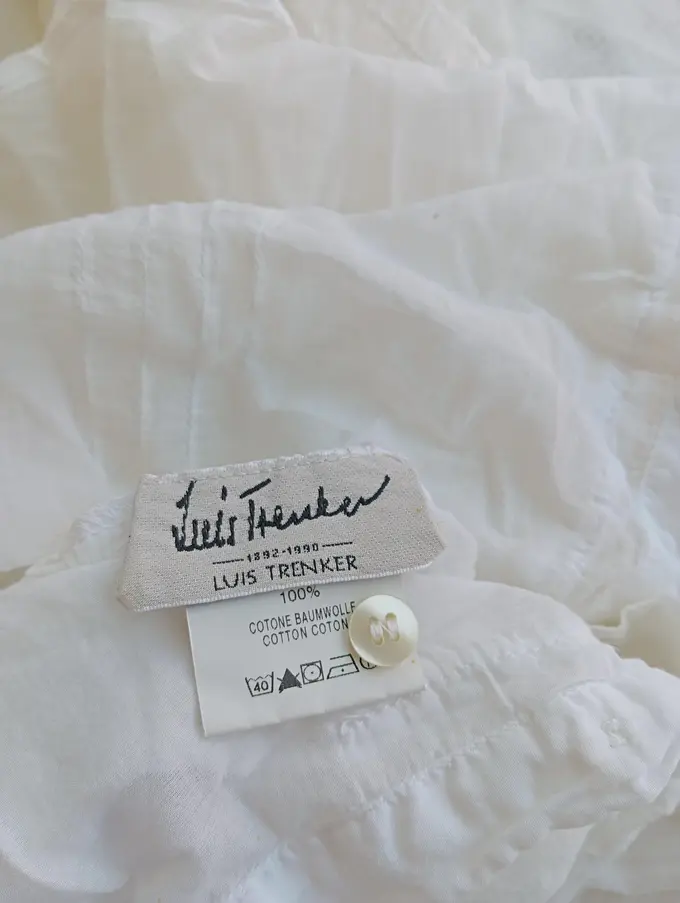 Luis Trenker
1892-1990
LUIS TRENKER
100%
COTONE BAUMWOLLE
COTTON COTON
40